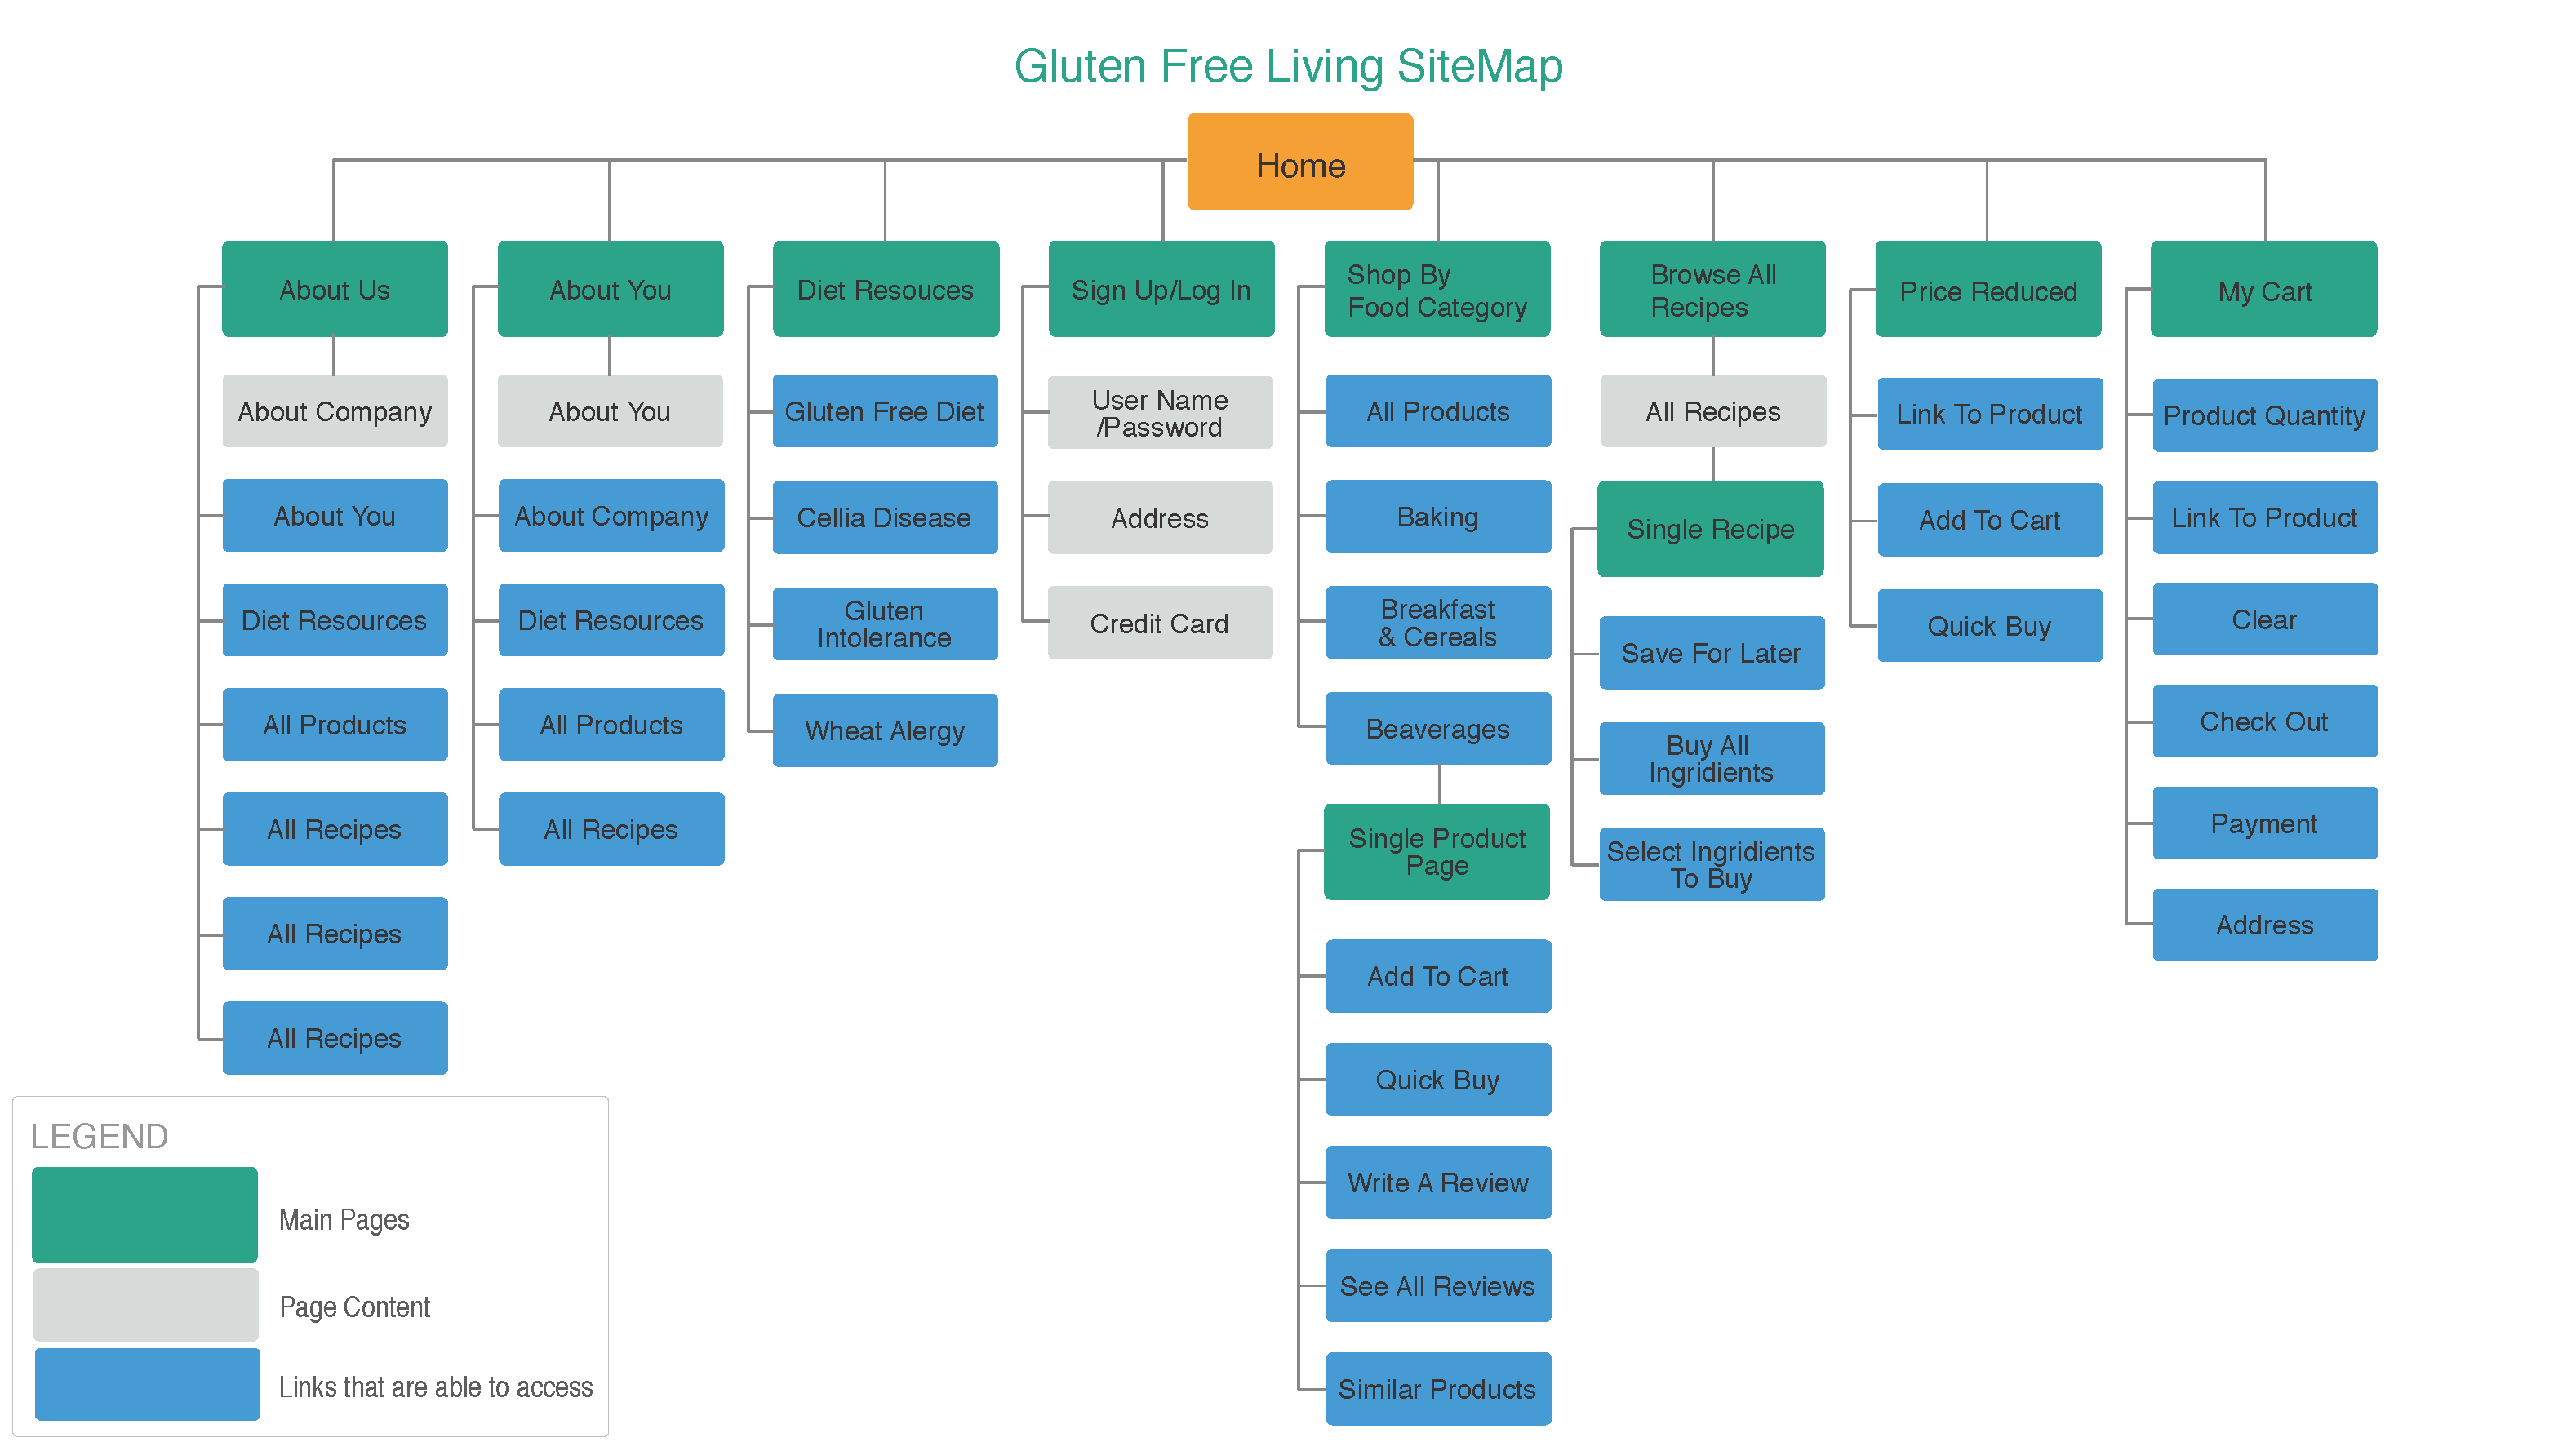 Gluten Free Living SiteMap
Home
About Us
About You
Diet Resouces
Sign Up/Log In
Shop By
Food Category
Browse All
Recipes
Price Reduced
My Cart
About Company
About You
Diet Resources
All Products
All Recipes
All Recipes
All Recipes
About You
About Company
Diet Resources
All Products
All Recipes
Gluten Free Diet
Cellia Disease
Gluten
Intolerance
Wheat Alergy
User Name
/Password
Address
Credit Card
All Products
Baking
Breakfast
& Cereals
Beaverages
Single Product
Page
Add To Cart
Quick Buy
Write A Review
See All Reviews
Similar Products
All Recipes
Single Recipe
Save For Later
Buy All
Ingridients
Select Ingridients
To Buy
Link To Product
Add To Cart
Quick Buy
Product Quantity
Link To Product
Clear
Check Out
Payment
Address
LEGEND
Main Pages
Page Content
Links that are able to access